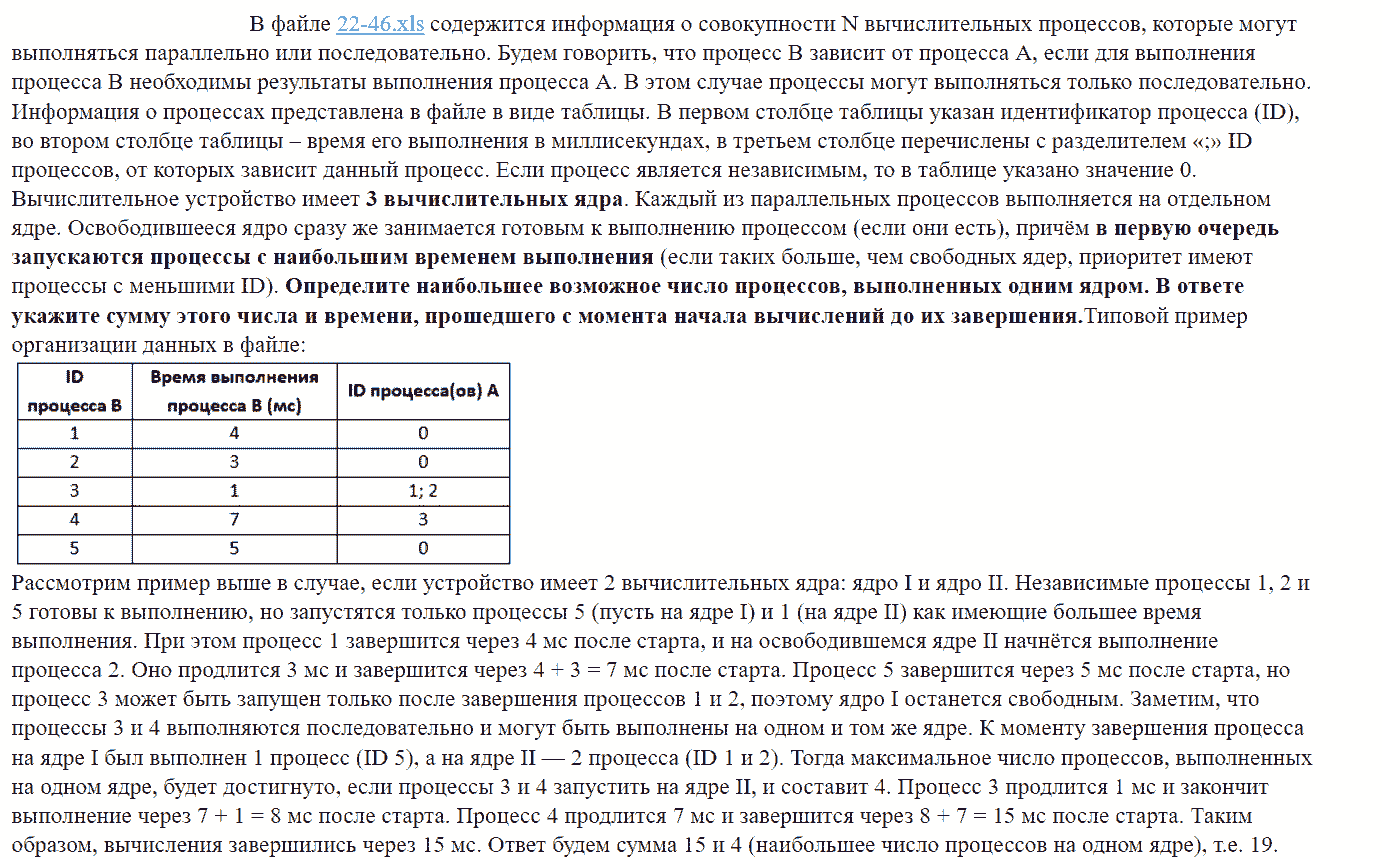 В файле 22-46.xls содержится информация о совокупности N вычислительных процессов, которые могут
выполняться параллельно или последовательно. Будем говорить, что процесс B зависит от процесса A, если для выполнения
процесса B необходимы результаты выполнения процесса A. В этом случае процессы могут выполняться только последовательно.
Информация о процессах представлена в файле в виде таблицы. В первом столбце таблицы указан идентификатор процесса (ID),
во втором столбце таблицы – время его выполнения в миллисекундах, в третьем столбце перечислены с разделителем «;» ID
процессов, от которых зависит данный процесс. Если процесс является независимым, то в таблице указано значение 0.
Вычислительное устройство имеет 3 вычислительных ядра. Каждый из параллельных процессов выполняется на отдельном
ядре. Освободившееся ядро сразу же занимается готовым к выполнению процессом (если они есть), причём в первую очередь
запускаются процессы с наибольшим временем выполнения (если таких больше, чем свободных ядер, приоритет имеют
процессы с меньшими ID). Определите наибольшее возможное число процессов, выполненных одним ядром. В ответе
укажите сумму этого числа и времени, прошедшего с момента начала вычислений до их завершения.Типовой пример
организации данных в файле:
ID
процесса B
Время выполнения
процесса B (мс)
ID процесса(ов) A
1 4 0
2 3 0
3 1 1; 2
4 7 3
5 5 0
Рассмотрим пример выше в случае, если устройство имеет 2 вычислительных ядра: ядро I и ядро II. Независимые процессы 1, 2 и
5 готовы к выполнению, но запустятся только процессы 5 (пусть на ядре I) и 1 (на ядре II) как имеющие большее время
выполнения. При этом процесс 1 завершится через 4 мс после старта, и на освободившемся ядре II начнётся выполнение
процесса 2. Оно продлится 3 мс и завершится через 4 + 3 = 7 мс после старта. Процесс 5 завершится через 5 мс после старта, но
процесс 3 может быть запущен только после завершения процессов 1 и 2, поэтому ядро I останется свободным. Заметим, что
процессы 3 и 4 выполняются последовательно и могут быть выполнены на одном и том же ядре. К моменту завершения процесса
на ядре I был выполнен 1 процесс (ID 5), а на ядре II — 2 процесса (ID 1 и 2). Тогда максимальное число процессов, выполненных
на одном ядре, будет достигнуто, если процессы 3 и 4 запустить на ядре II, и составит 4. Процесс 3 продлится 1 мс и закончит
выполнение через 7 + 1 = 8 мс после старта. Процесс 4 продлится 7 мс и завершится через 8 + 7 = 15 мс после старта. Таким
образом, вычисления завершились через 15 мс. Ответ будем сумма 15 и 4 (наибольшее число процессов на одном ядре), т.е. 19.